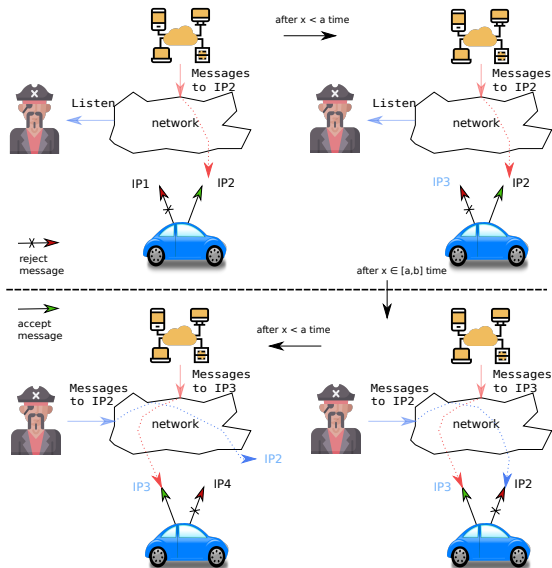 after x < a time
Messages
to IP2
Listen
network
IP1
IP2
Messages
to IP2
Listen
network
IP3
IP2
reject
message
after x ∈ [a,b] time
accept
message
after x < a time
Messages
to IP3
Messages
to IP2
network
IP2
IP3
IP4
Messages
to IP3
Messages
to IP2
network
IP3
IP2